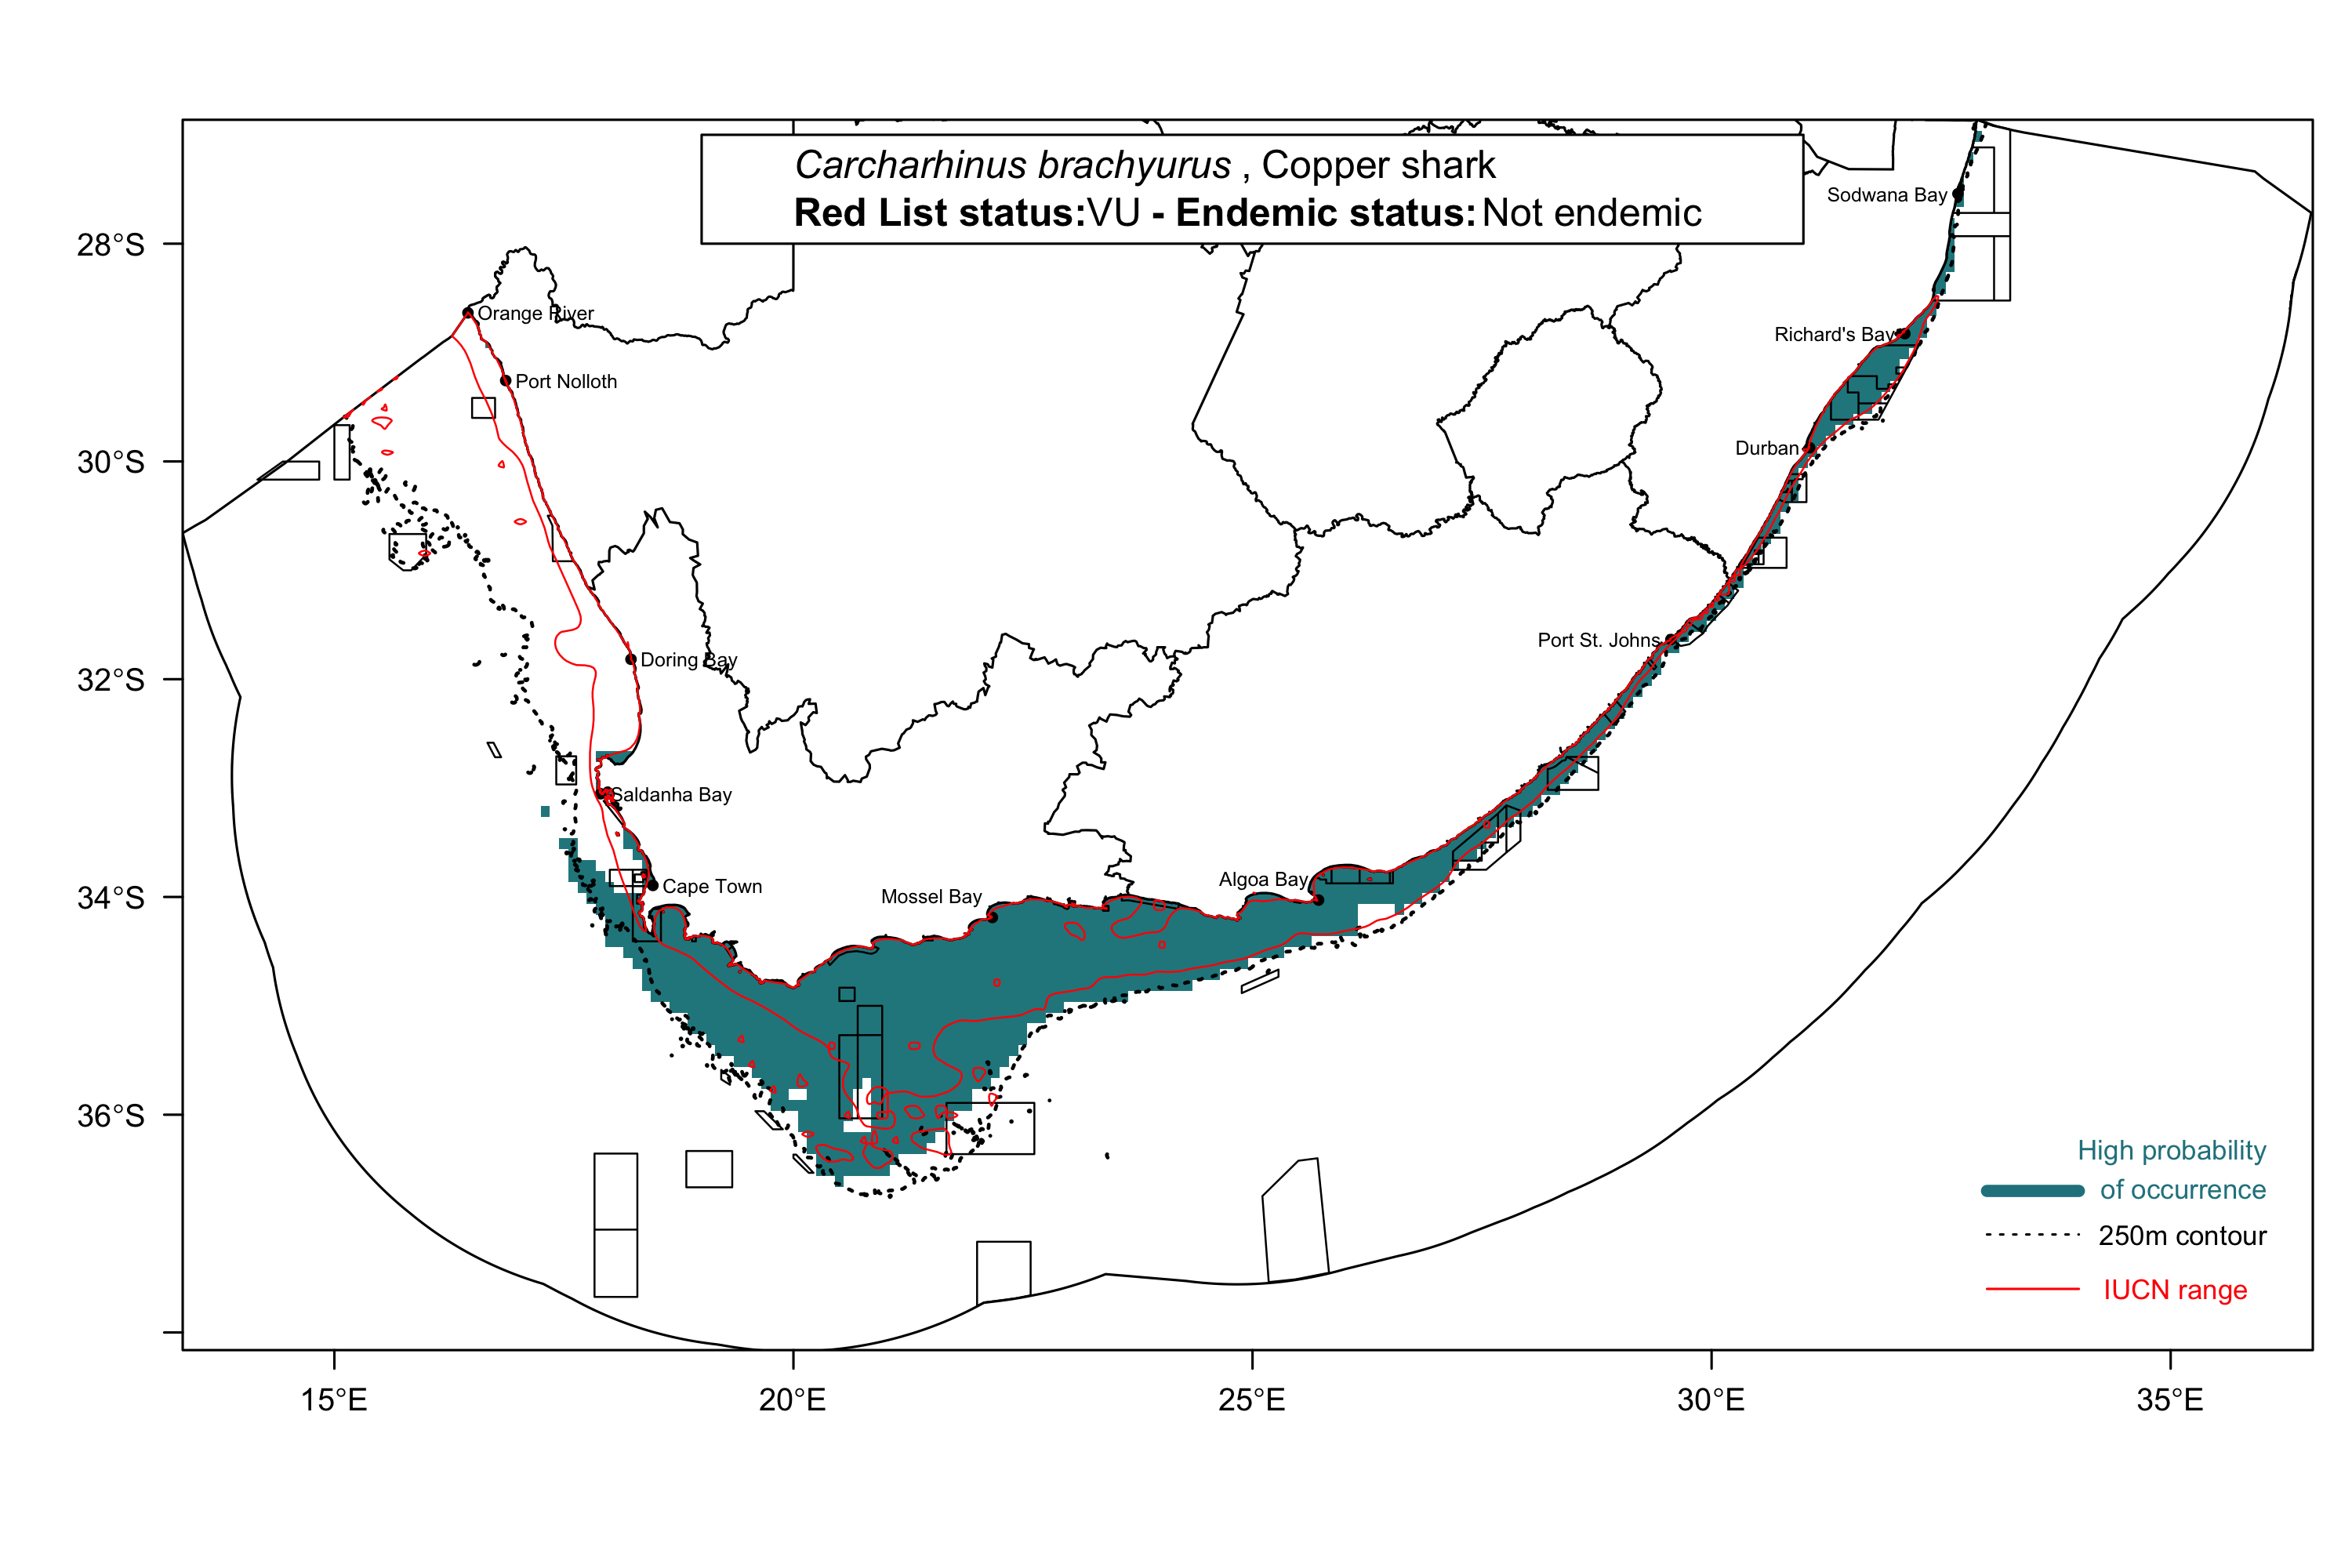 Carcharhinus brachyurus , Copper shark
Red List status:VU - Endemic status: Not endemic
Sodwana Bay
28°S
Orange River
Richard's Bay
Port Nolloth
Durban
30°S
Port St. Johns
Doring Bay
32°S
Saldanha Bay
Algoa Bay
Cape Town
Mossel Bay
34°S
36°S
High probability
of occurrence
250m contour
IUCN range
15°E
20°E
25°E
30°E
35°E